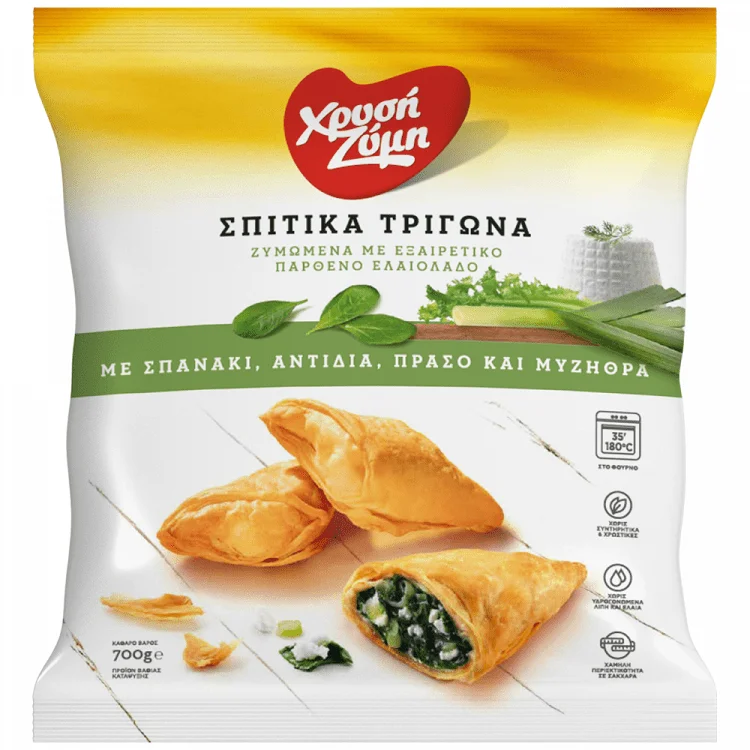 Χρυσή
Ζύμη
ΣΠΙΤΙΚΑ ΤΡΙΓΩΝΑ
ΖΥΜΩΜΕΝΑ ΜΕ ΕΞΑΙΡΕΤΙΚΟ
ΠΑΡΘΕΝΟ ΕΛΑΙΟΛΑΔΟ
ΜΕ ΣΠΑΝΑΚΙ, ΑΝΤΙΔΙΑ, ΠΡΑΣΟ ΚΑΙ ΜΥΖΗΘΡΑ
35'
180°C
ΣΤΟ ΦΟΥΡΝΟ
ΧΩΡΙΣ
ΣΥΝΤΗΡΗΤΙΚΑ
& ΧΡΩΣΤΙΚΕΣ
ΧΩΡΙΣ
ΥΔΡΟΓΟΝΩΜΕΝΑ
ΛΙΠΗ ΚΑΙ ΕΛΑΙΑ
ΧΑΜΗΛΗ
ΠΕΡΙΕΚΤΙΚΟΤΗΤΑ
ΣΕ ΣΑΚΧΑΡΑ
ΚΑΘΑΡΟ ΒΑΡΟΣ
700g℮
ΠΡΟΪΟΝ ΒΑΘΙΑΣ
ΚΑΤΑΨΥΞΗΣ